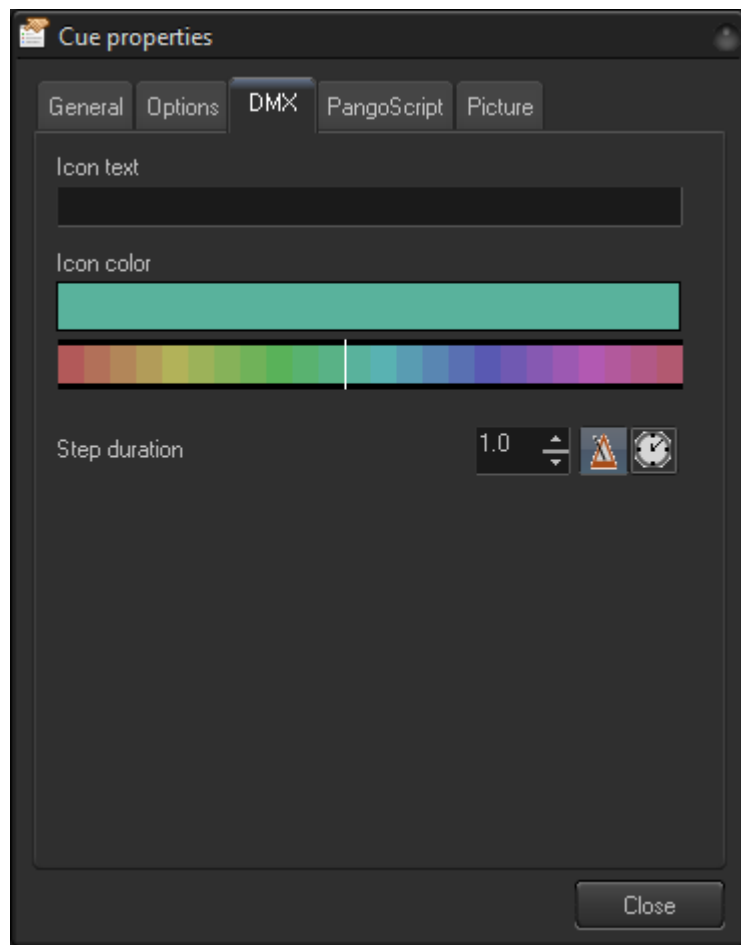 Cue properties
General Options DMX PangoScript Picture
Icon text
Icon color
Step duration 1.0
Close